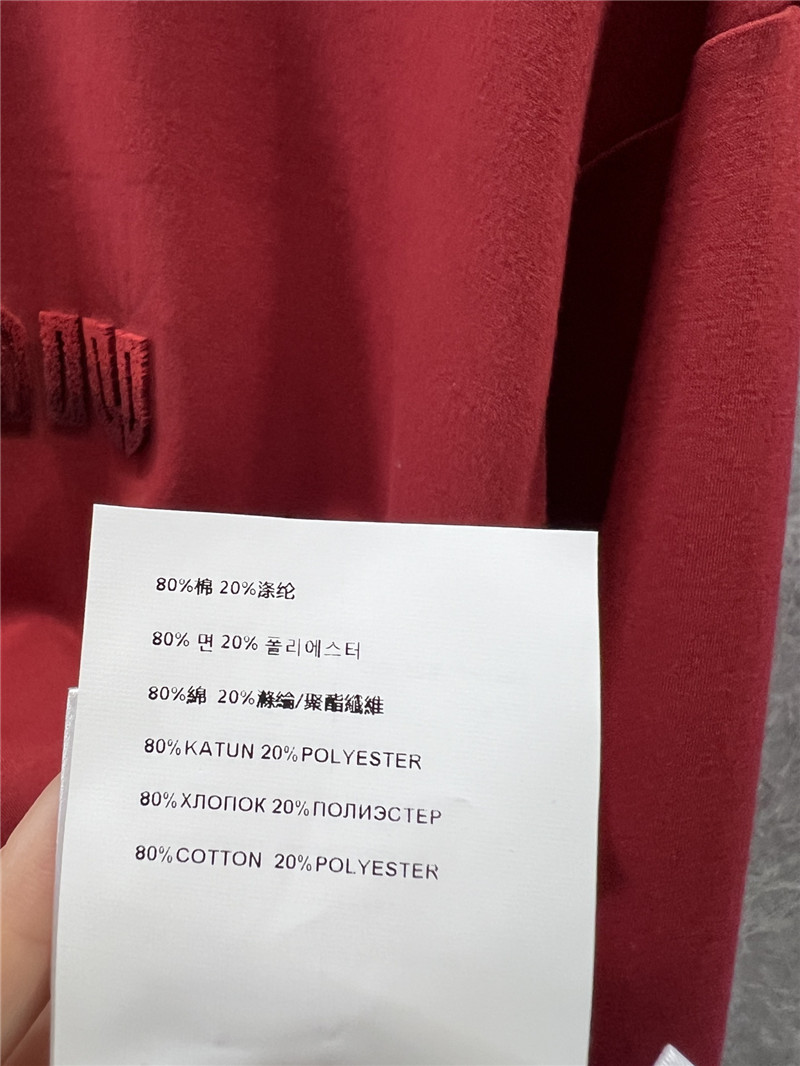 80%棉 20%涤纶
80% 면 20% 폴리에스터
80%綿 20%滌綸/聚酯纖維
80%KATUN 20%POLYESTER
80%ХЛОПОК 20%ПОЛИЭСТЕР
80%COTTON 20%POLYESTER